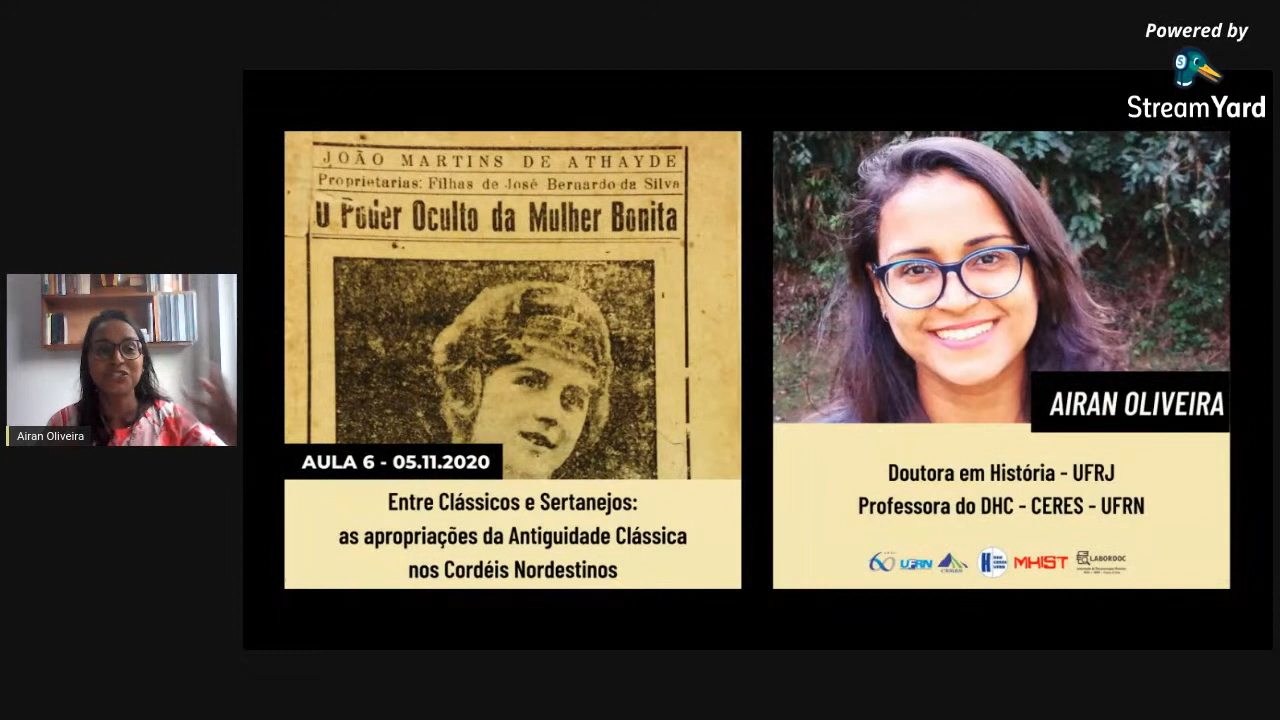 Powered by
StreamYard
JOÃO MARTINS DE ATHAYDE
Proprietarias: Filhas de José Bernardo da Silva
O Poder Oculto da Mulher Bonita
AULA 6 - 05.11.2020
Entre Clássicos e Sertanejos:
as apropriações da Antiguidade Clássica
nos Cordéis Nordestinos
AIRAN OLIVEIRA
Doutora em História - UFRJ
Professora do DHC - CERES - UFRN
UFRN
CERES
MHIST
LABORDOC
Airan Oliveira